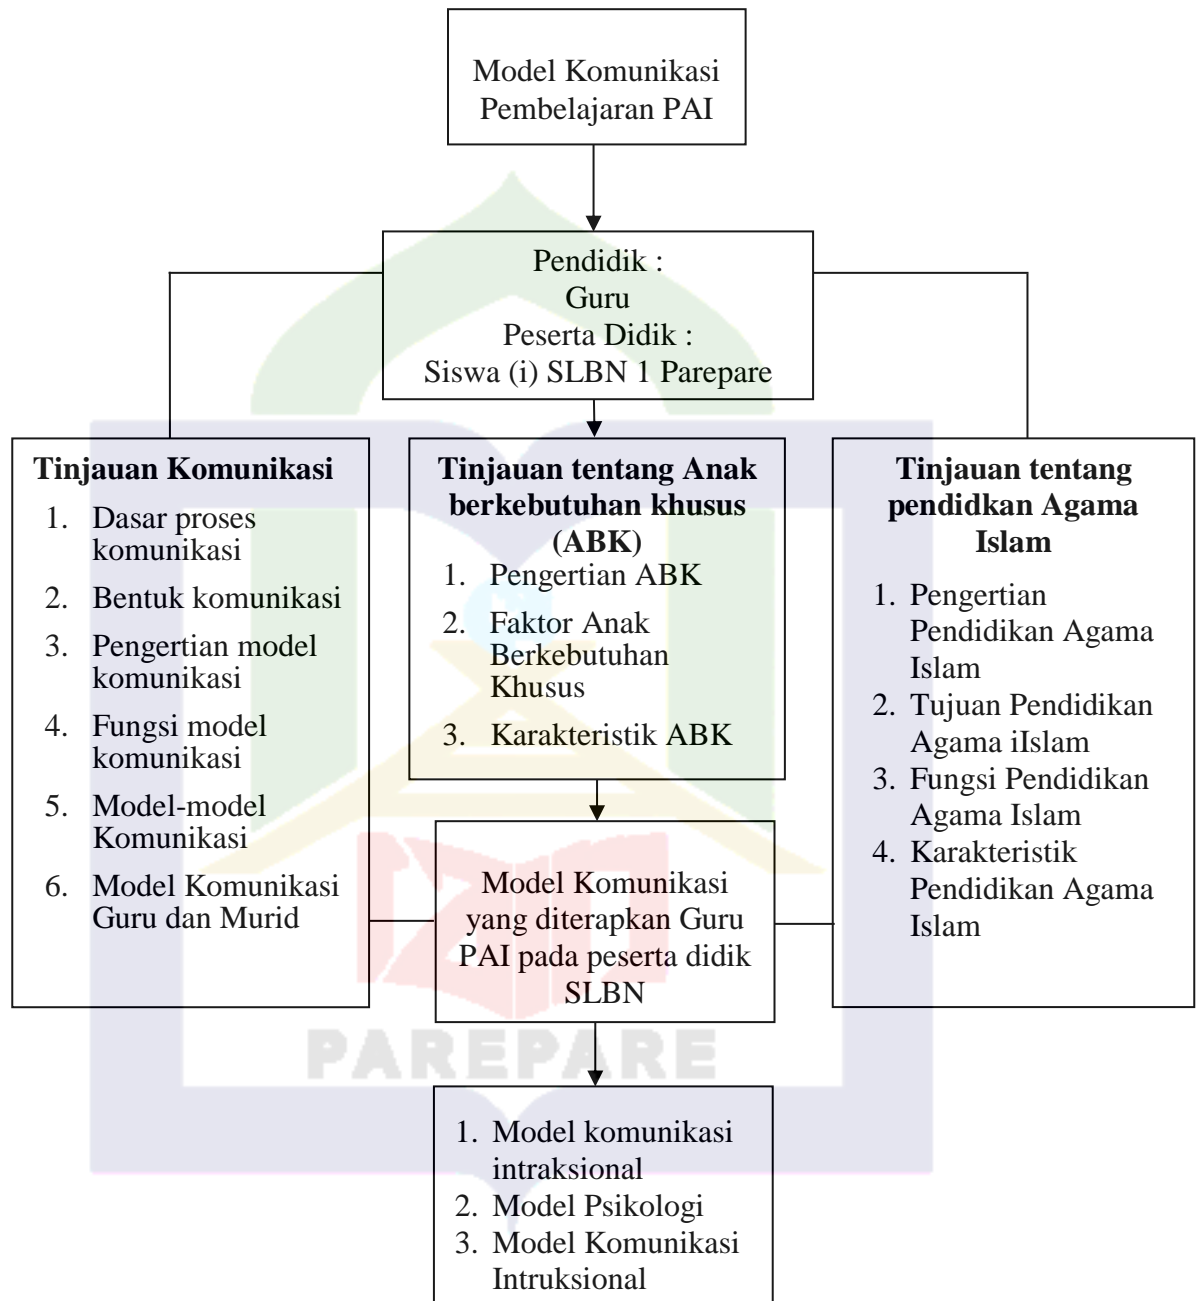 Model Komunikasi
Pembelajaran PAI
Pendidik :
Guru
Peserta Didik :
Siswa (i) SLBN 1 Parepare
Tinjauan Komunikasi
1. Dasar proses
komunikasi
2. Bentuk komunikasi
3. Pengertian model
komunikasi
4. Fungsi model
komunikasi
5. Model-model
Komunikasi
6. Model Komunikasi
Guru dan Murid
Tinjauan tentang Anak
berkebutuhan khusus
(ABK)
1. Pengertian ABK
2. Faktor Anak
Berkebutuhan
Khusus
3. Karakteristik ABK
Tinjauan tentang
pendidkan Agama
Islam
1. Pengertian
Pendidikan Agama
Islam
2. Tujuan Pendidikan
Agama iIslam
3. Fungsi Pendidikan
Agama Islam
4. Karakteristik
Pendidikan Agama
Islam
Model Komunikasi
yang diterapkan Guru
PAI pada peserta didik
SLBN
PAREPARE
1. Model komunikasi
intraksional
2. Model Psikologi
3. Model Komunikasi
Intruksional